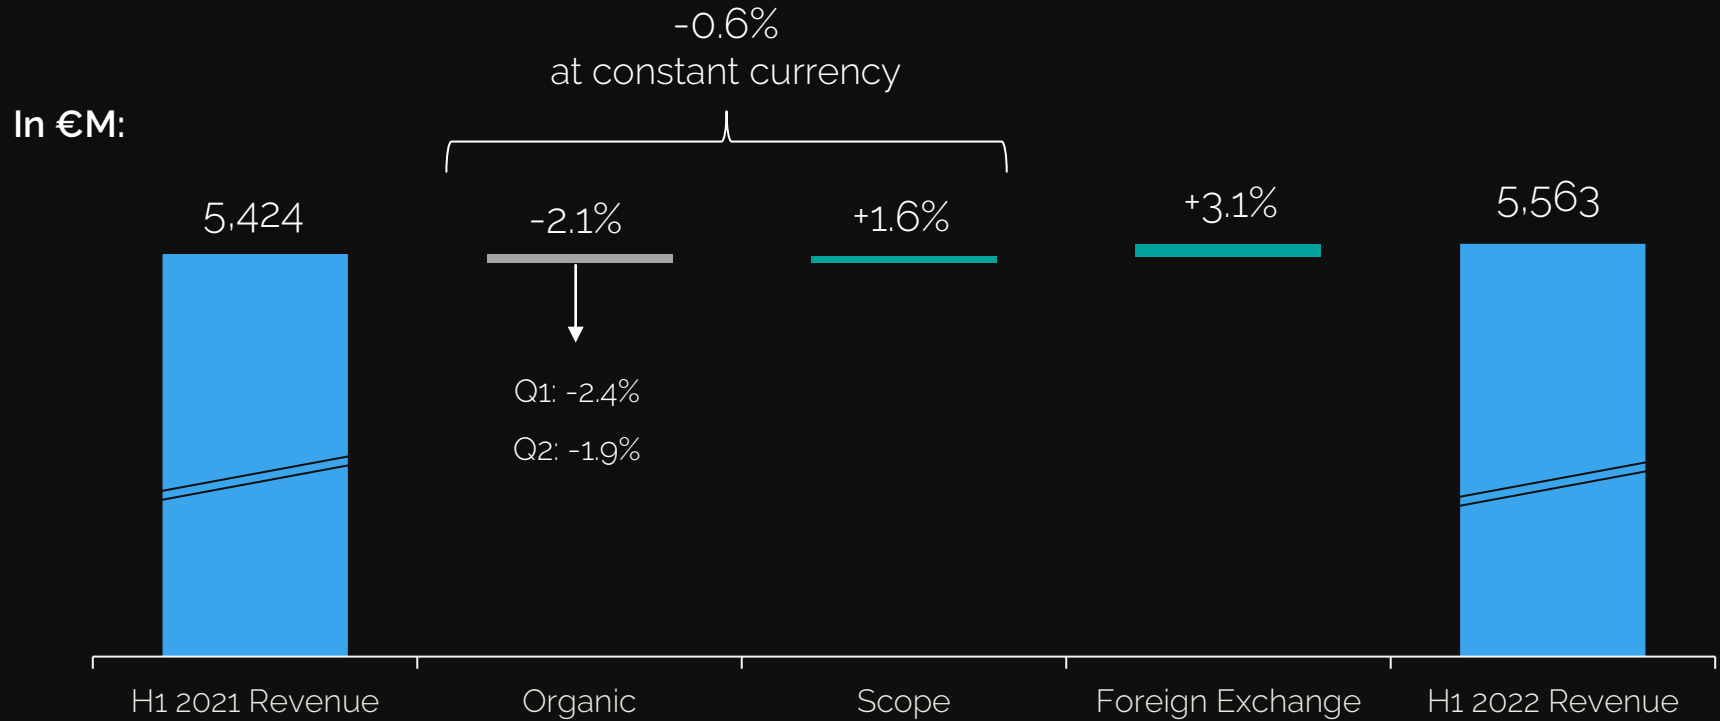 -0.6%
at constant currency
In €M:
5,424
-2.1%
+1.6%
+3.1%
5,563
Q1: -2.4%
Q2: -1.9%
H1 2021 Revenue
Organic
Scope
Foreign Exchange
H1 2022 Revenue